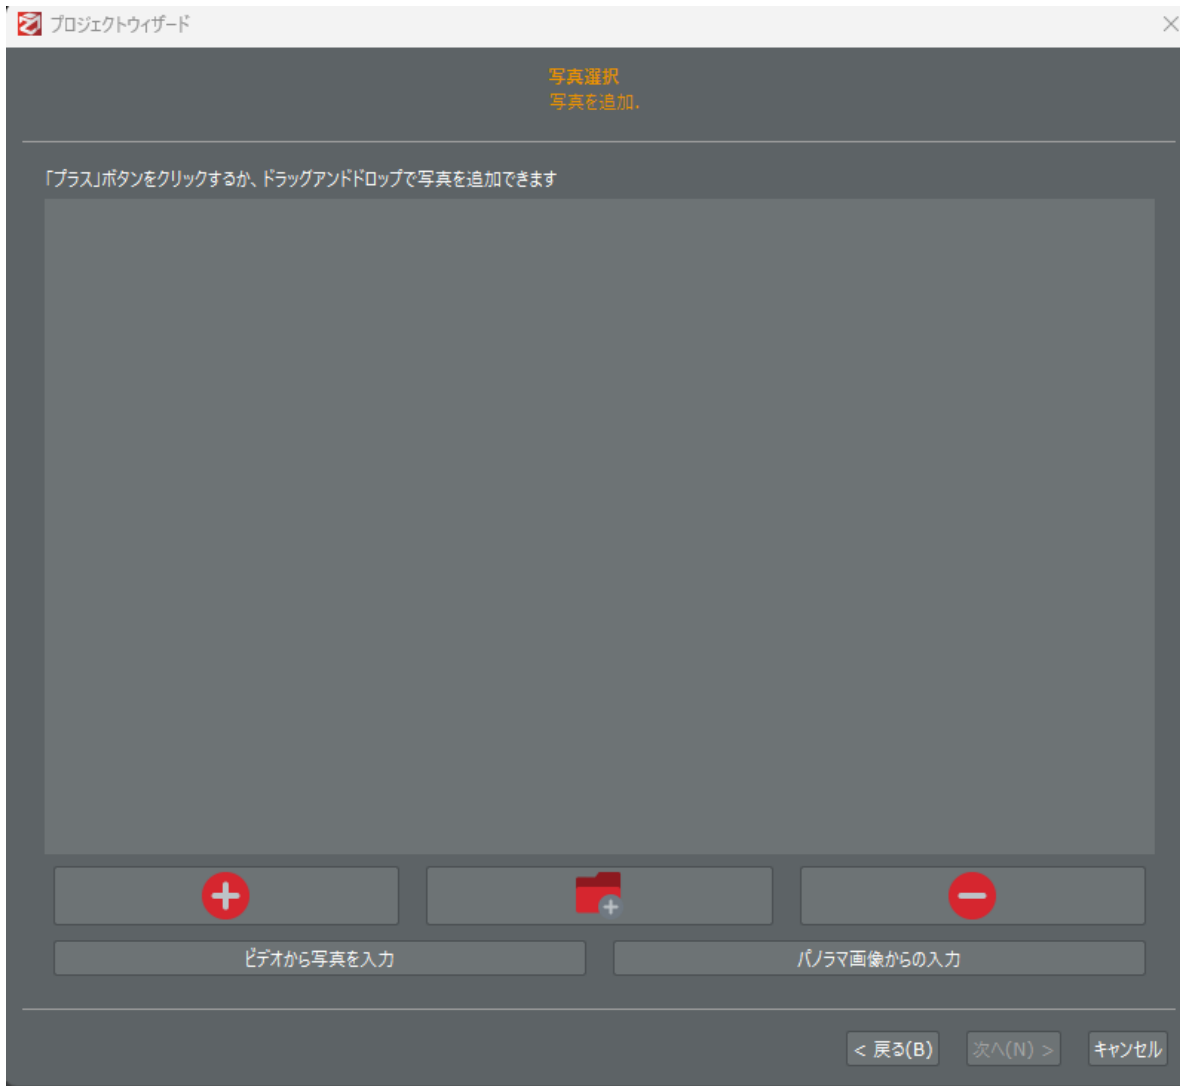 プロジェクトウィザード
写真選択
写真を追加.
「プラス」ボタンをクリックするか、ドラッグアンドドロップで写真を追加できます
ビデオから写真を入力
パノラマ画像からの入力
< 戻る(B)
次へ(N) >
キャンセル